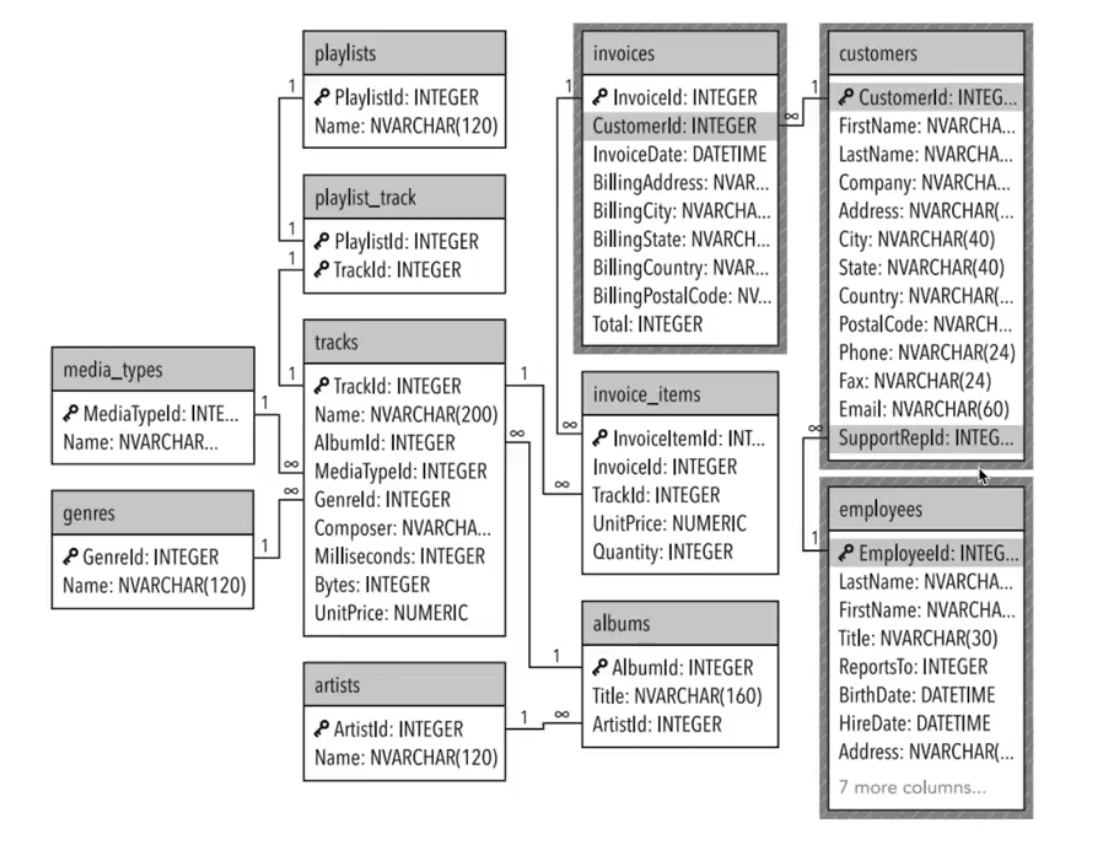 playlists
1
PlaylistId: INTEGER
Name: NVARCHAR(120)
playlist_track
1
PlaylistId: INTEGER
1
TrackId: INTEGER
tracks
1
TrackId: INTEGER
1
Name: NVARCHAR(200)
AlbumId: INTEGER
∞
MediaTypeId: INTEGER
∞
GenreId: INTEGER
∞
Composer: NVARCHA...
Milliseconds: INTEGER
Bytes: INTEGER
UnitPrice: NUMERIC
media_types
MediaTypeId: INTE...
1
Name: NVARCHAR...
genres
GenreId: INTEGER
1
Name: NVARCHAR(120)
artists
ArtistId: INTEGER
1
Name: NVARCHAR(120)
invoices
1
InvoiceId: INTEGER
CustomerId: INTEGER
∞
InvoiceDate: DATETIME
BillingAddress: NVAR...
BillingCity: NVARCHA...
BillingState: NVARCH...
BillingCountry: NVAR...
BillingPostalCode: NV...
Total: INTEGER
invoice_items
∞
InvoiceItemId: INT...
InvoiceId: INTEGER
∞
TrackId: INTEGER
UnitPrice: NUMERIC
Quantity: INTEGER
albums
1
AlbumId: INTEGER
Title: NVARCHAR(160)
∞
ArtistId: INTEGER
customers
1
CustomerId: INTEG...
FirstName: NVARCHA...
LastName: NVARCHA...
Company: NVARCHA...
Address: NVARCHAR(...
City: NVARCHAR(40)
State: NVARCHAR(40)
Country: NVARCHAR(...
PostalCode: NVARCH...
Phone: NVARCHAR(24)
Fax: NVARCHAR(24)
Email: NVARCHAR(60)
∞
SupportRepId: INTEG...
employees
1
EmployeeId: INTEG...
LastName: NVARCHA...
FirstName: NVARCHA...
Title: NVARCHAR(30)
ReportsTo: INTEGER
BirthDate: DATETIME
HireDate: DATETIME
Address: NVARCHAR(...
7 more columns...